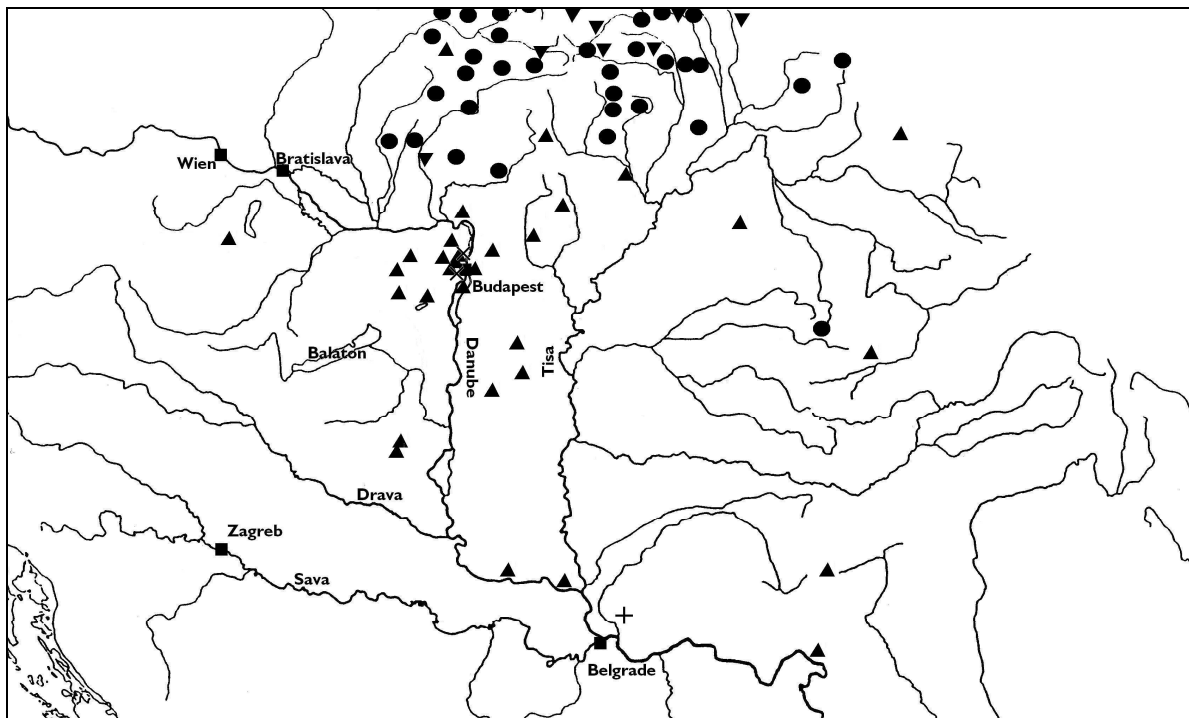 Wien
Bratislava
Budapest
Balaton
Danube
Tisa
Drava
Zagreb
Sava
Belgrade